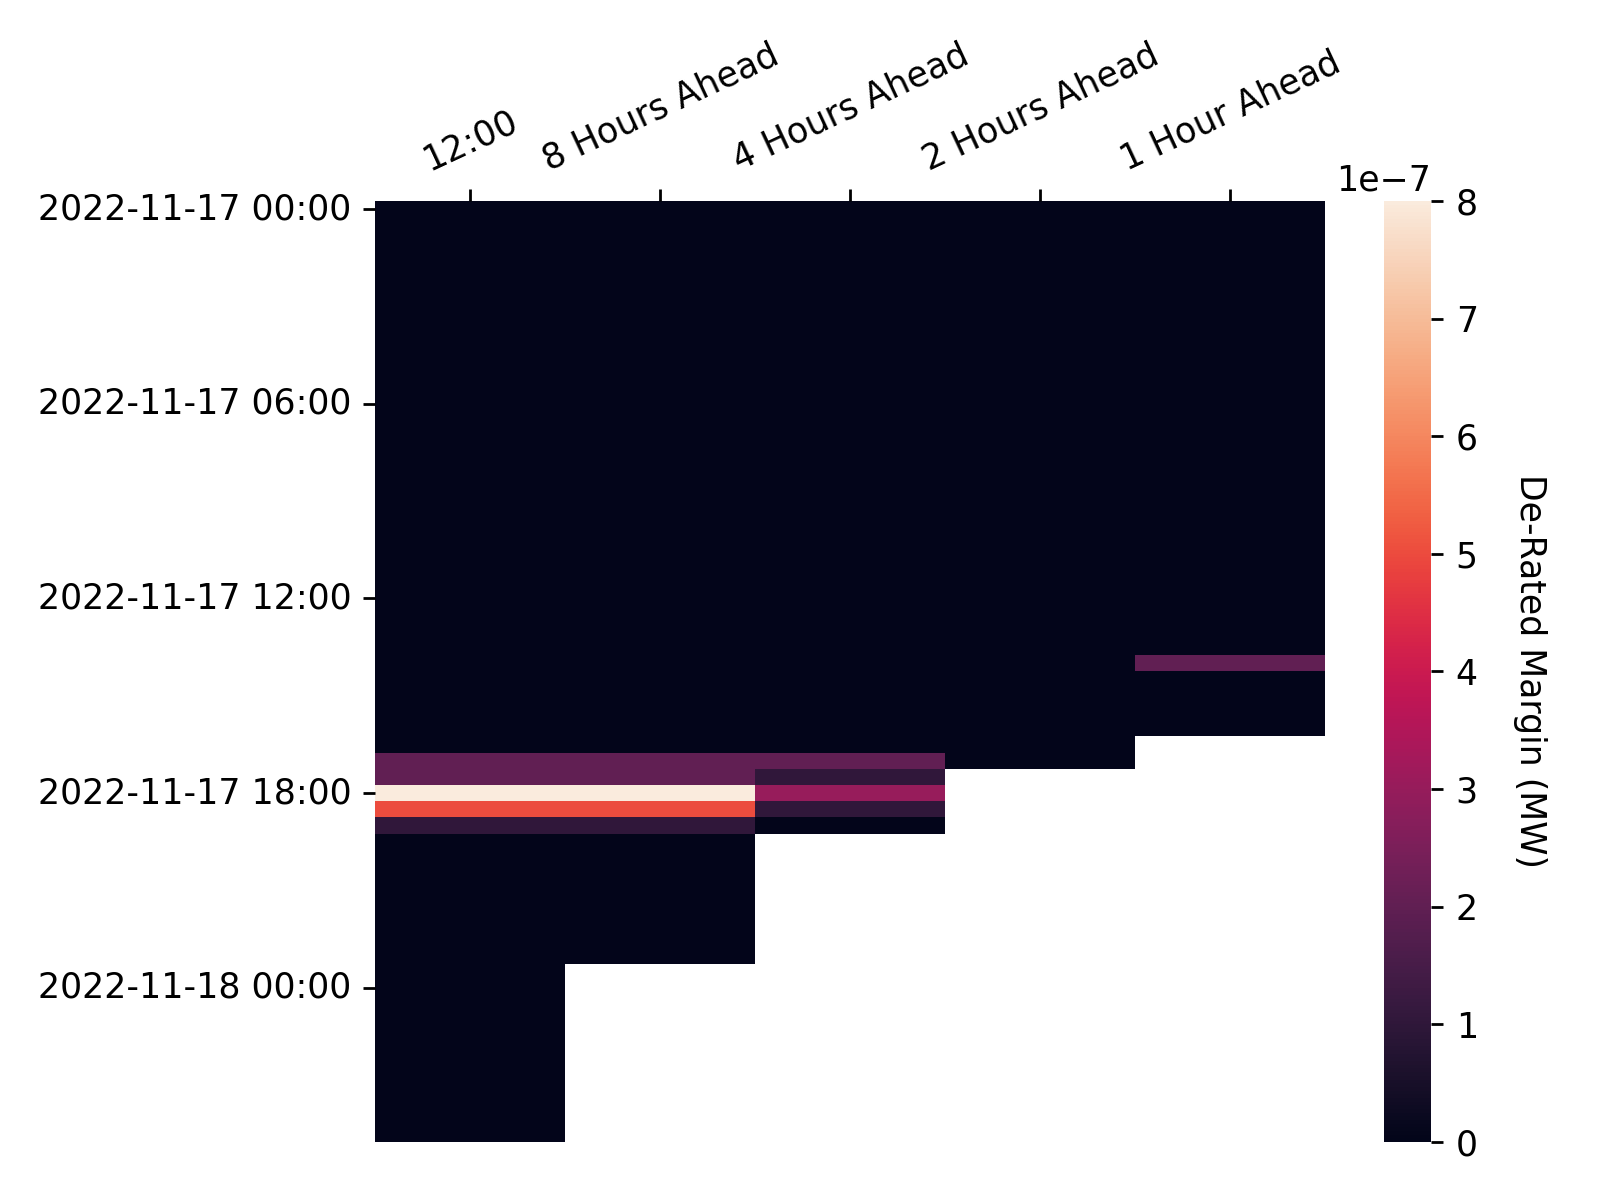 12:00
8 Hours Ahead
4 Hours Ahead
2 Hours Ahead
1 Hour Ahead
1e−7
2022-11-17 00:00
2022-11-17 06:00
2022-11-17 12:00
2022-11-17 18:00
2022-11-18 00:00
8
7
6
5
4
3
2
1
0
De-Rated Margin (MW)